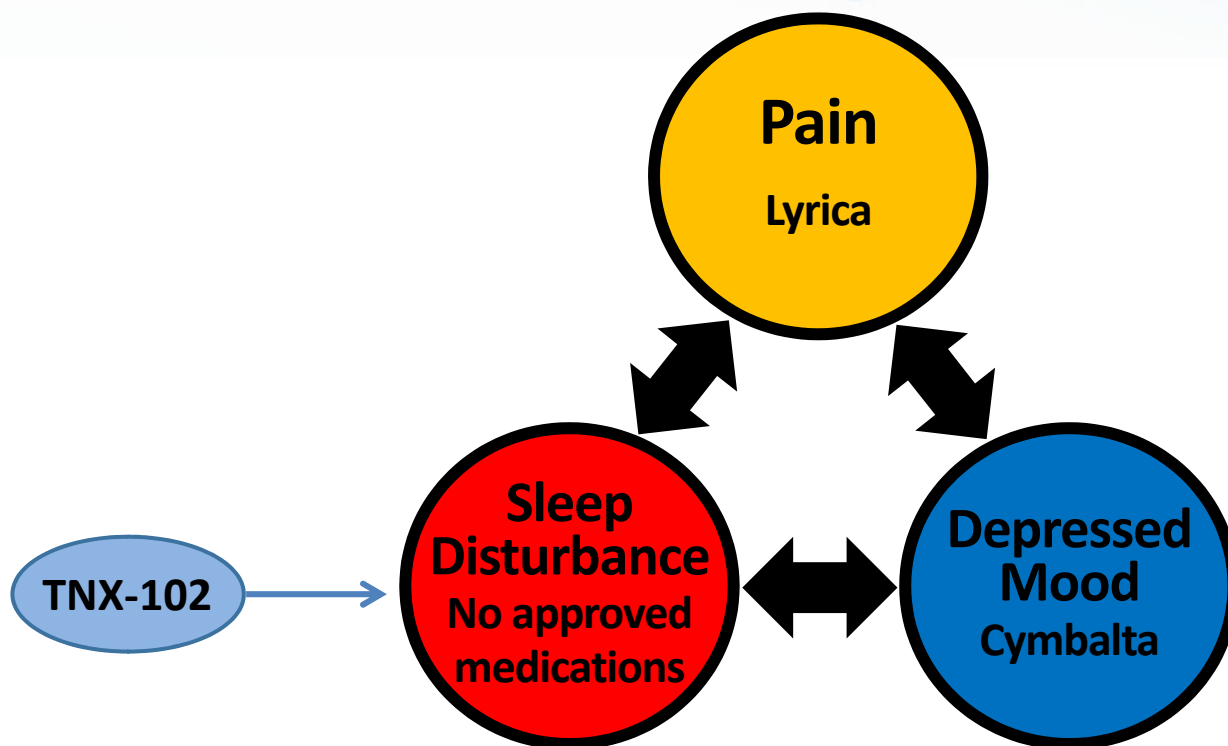 Pain
Lyrica
Sleep
Disturbance
No approved
medications
Depressed
Mood
Cymbalta
TNX-102